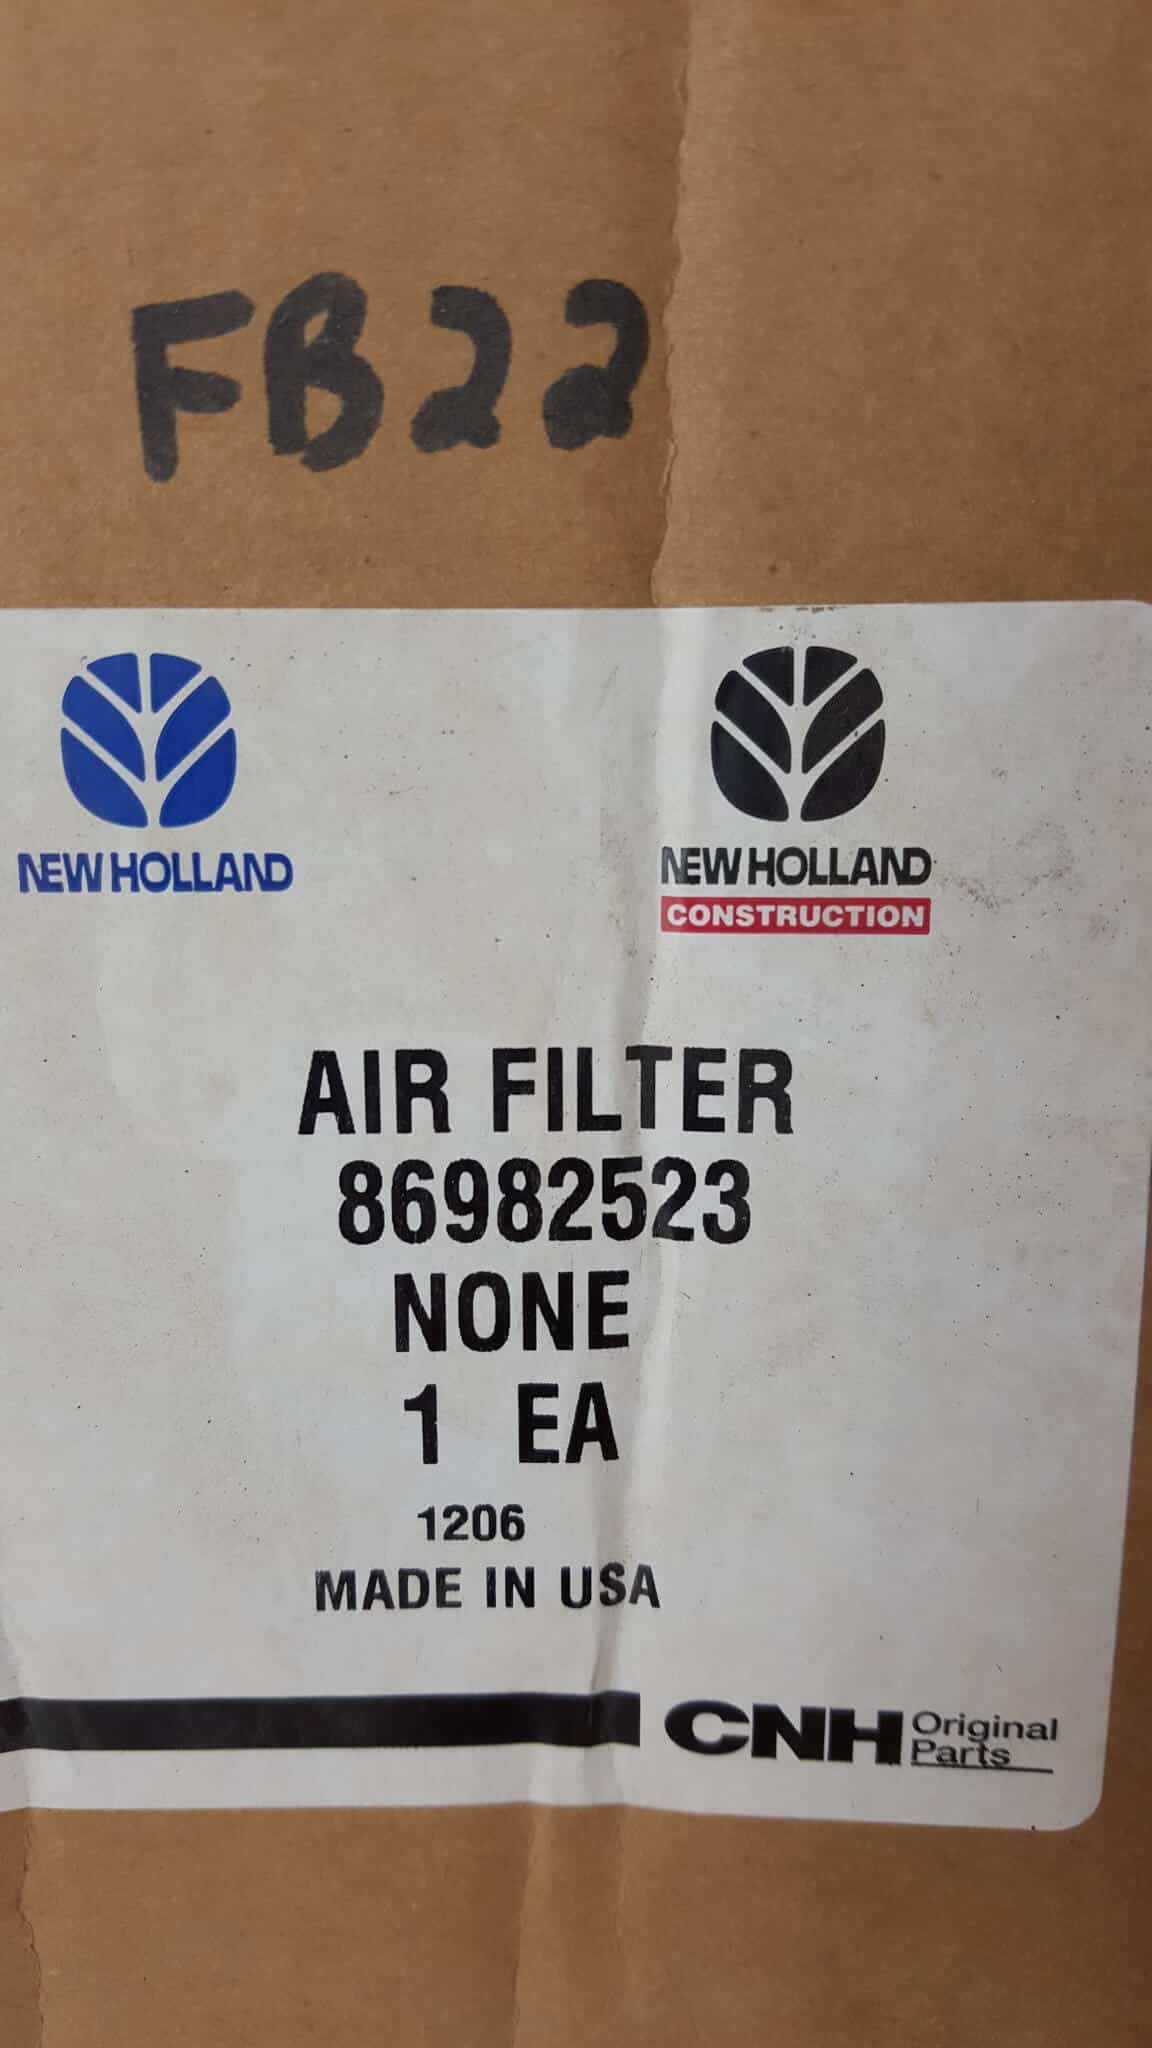 FB22
NEW HOLLAND
NEW HOLLAND
CONSTRUCTION
AIR FILTER
86982523
NONE
1 EA
1206
MADE IN USA
CNH Original
Parts